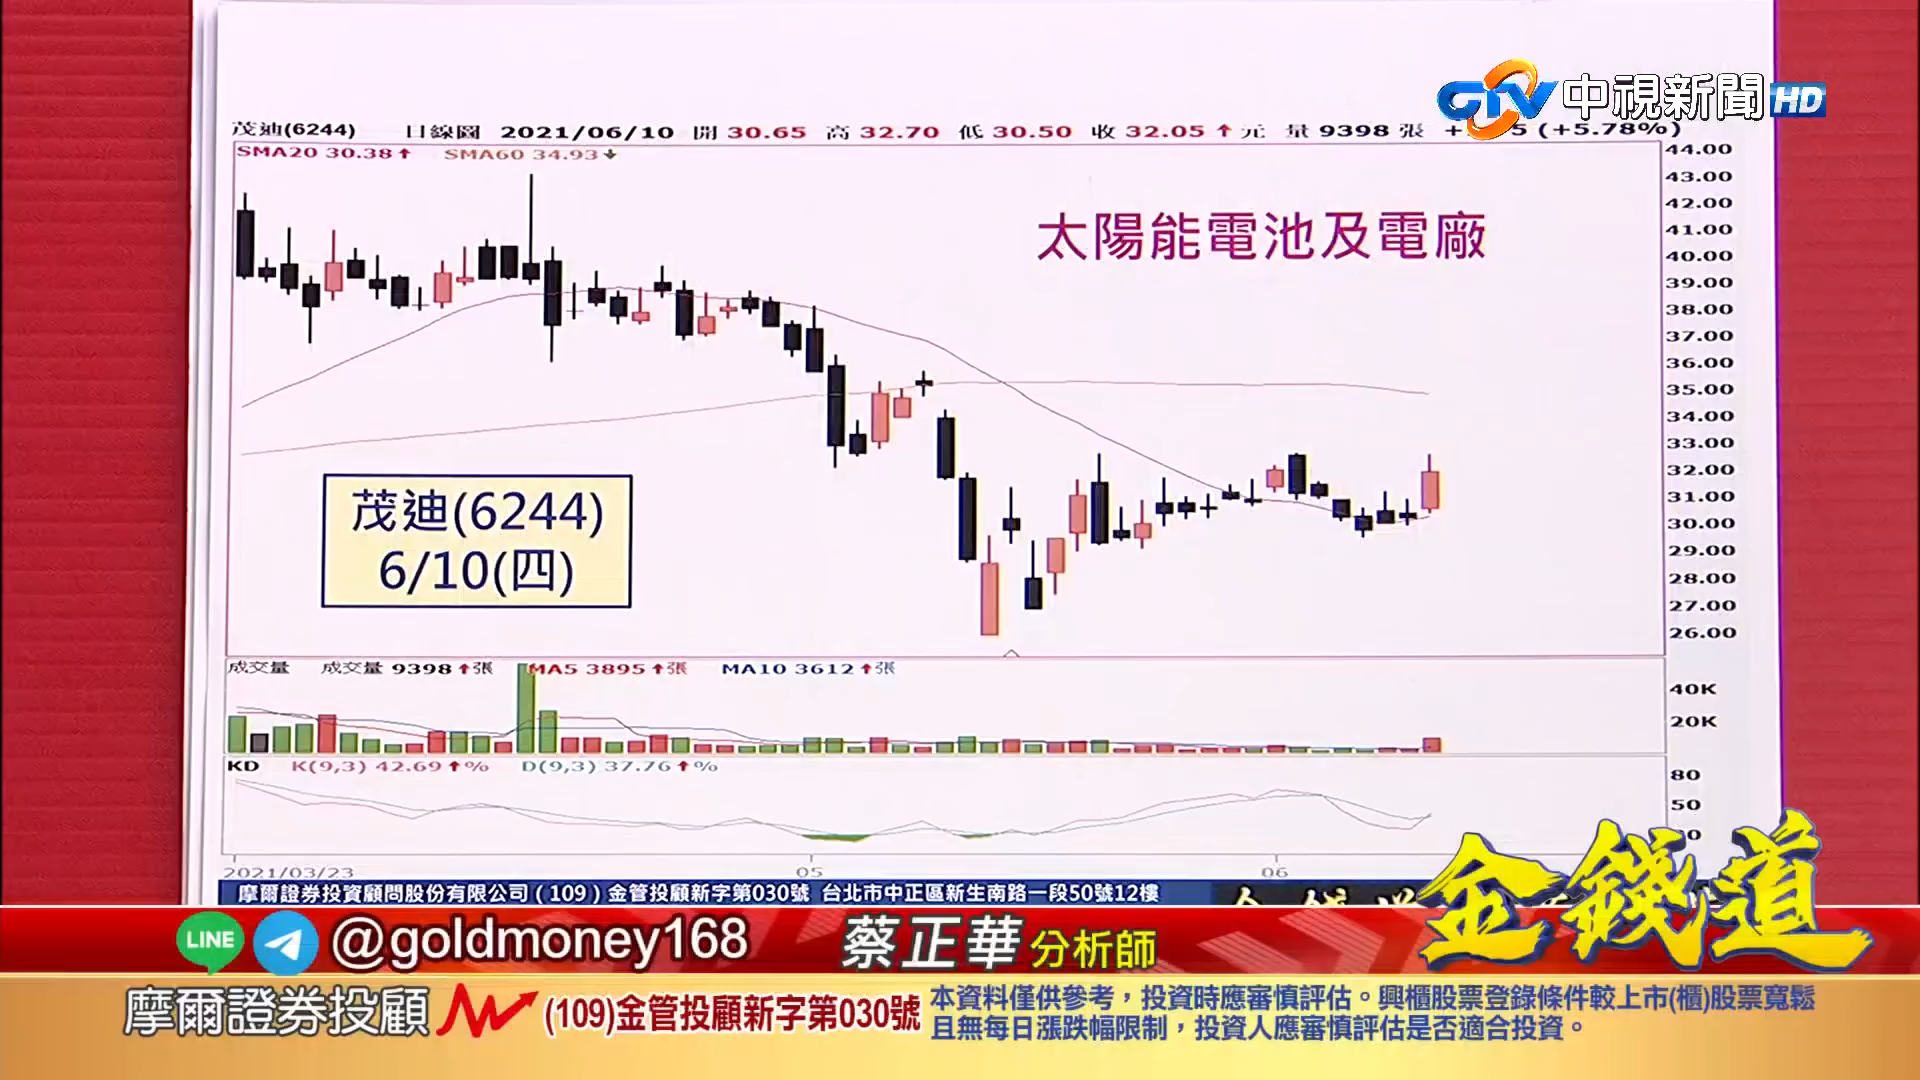 CTV中視新聞HD
茂迪(6244) 日線圖 2021/06/10 開 30.65 高 32.70 低 30.50 收 32.05↑元 量 9398 張 (+5.78%)
SMA20 30.38↑ SMA60 34.93↓
太陽能電池及電廠
茂迪(6244)
6/10(四)
44.00
43.00
42.00
41.00
40.00
39.00
38.00
37.00
36.00
35.00
34.00
33.00
32.00
31.00
30.00
29.00
28.00
27.00
26.00
成交量 成交量 9398↑張 MA5 3895↑張 MA10 3612↑張
40K
20K
KD K(9,3) 42.69↑% D(9,3) 37.76↑%
80
50
2021/03/23 05 06
摩爾證券投資顧問股份有限公司(109)金管投顧新字第030號 台北市中正區新生南路一段50號12樓
金錢道
LINE @goldmoney168 蔡正華 分析師
摩爾證券投顧 (109)金管投顧新字第030號
本資料僅供參考，投資時應審慎評估。興櫃股票登錄條件較上市(櫃)股票寬鬆
且無每日漲跌幅限制，投資人應審慎評估是否適合投資。